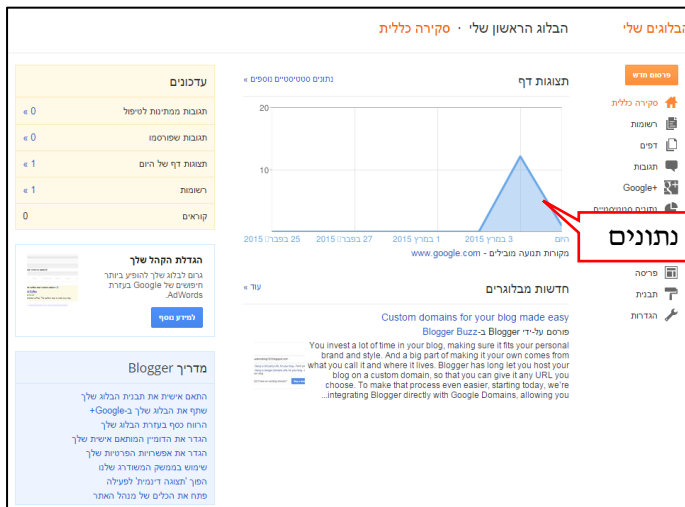 הבלוגים שלי
הבלוג הראשון שלי · סקירה כללית
פרסום חדש
סקירה כללית
רשומות
דפים
תגובות
Google+
נתונים סטטיסטיים
פריסה
תבנית
הגדרות
נתונים
תצוגות דף
נתונים סטטיסטיים נוספים »
20
10
היום
3 במרץ 2015
1 במרץ 2015
27 בפבר׳ 2015
25 בפבר׳ 2015
מקורות תנועה מובילים - www.google.com
חדשות מבלוגרים
עוד »
Custom domains for your blog made easy
פורסם על-ידי Blogger ב-Blogger Buzz
You invest a lot of time in your blog, making sure it fits your personal
brand and style. And a big part of making it your own comes from
what you call it and where it lives. Blogger has long let you host your
blog on a custom domain, so that you can give it any URL you
choose. To make that process even easier, starting today, we're
...integrating Blogger directly with Google Domains, allowing you
עדכונים
תגובות ממתינות לטיפול
0 »
תגובות שפורסמו
0 »
תצוגות דף של היום
1 »
רשומות
1 »
קוראים
0
הגדלת הקהל שלך
גרום לבלוג שלך להופיע ביותר
חיפושים של Google בעזרת
AdWords.
למידע נוסף
מדריך Blogger
התאם אישית את תבנית הבלוג שלך
שתף את הבלוג שלך ב-Google+
הרווח כסף בעזרת הבלוג שלך
הגדר את הדומיין המותאם אישית שלך
הגדר את אפשרויות הפרטיות שלך
שימוש בממשק המשודרג שלנו
הפוך 'תצוגה דינמית' לפעילה
פתח את הכלים של מנהל האתר